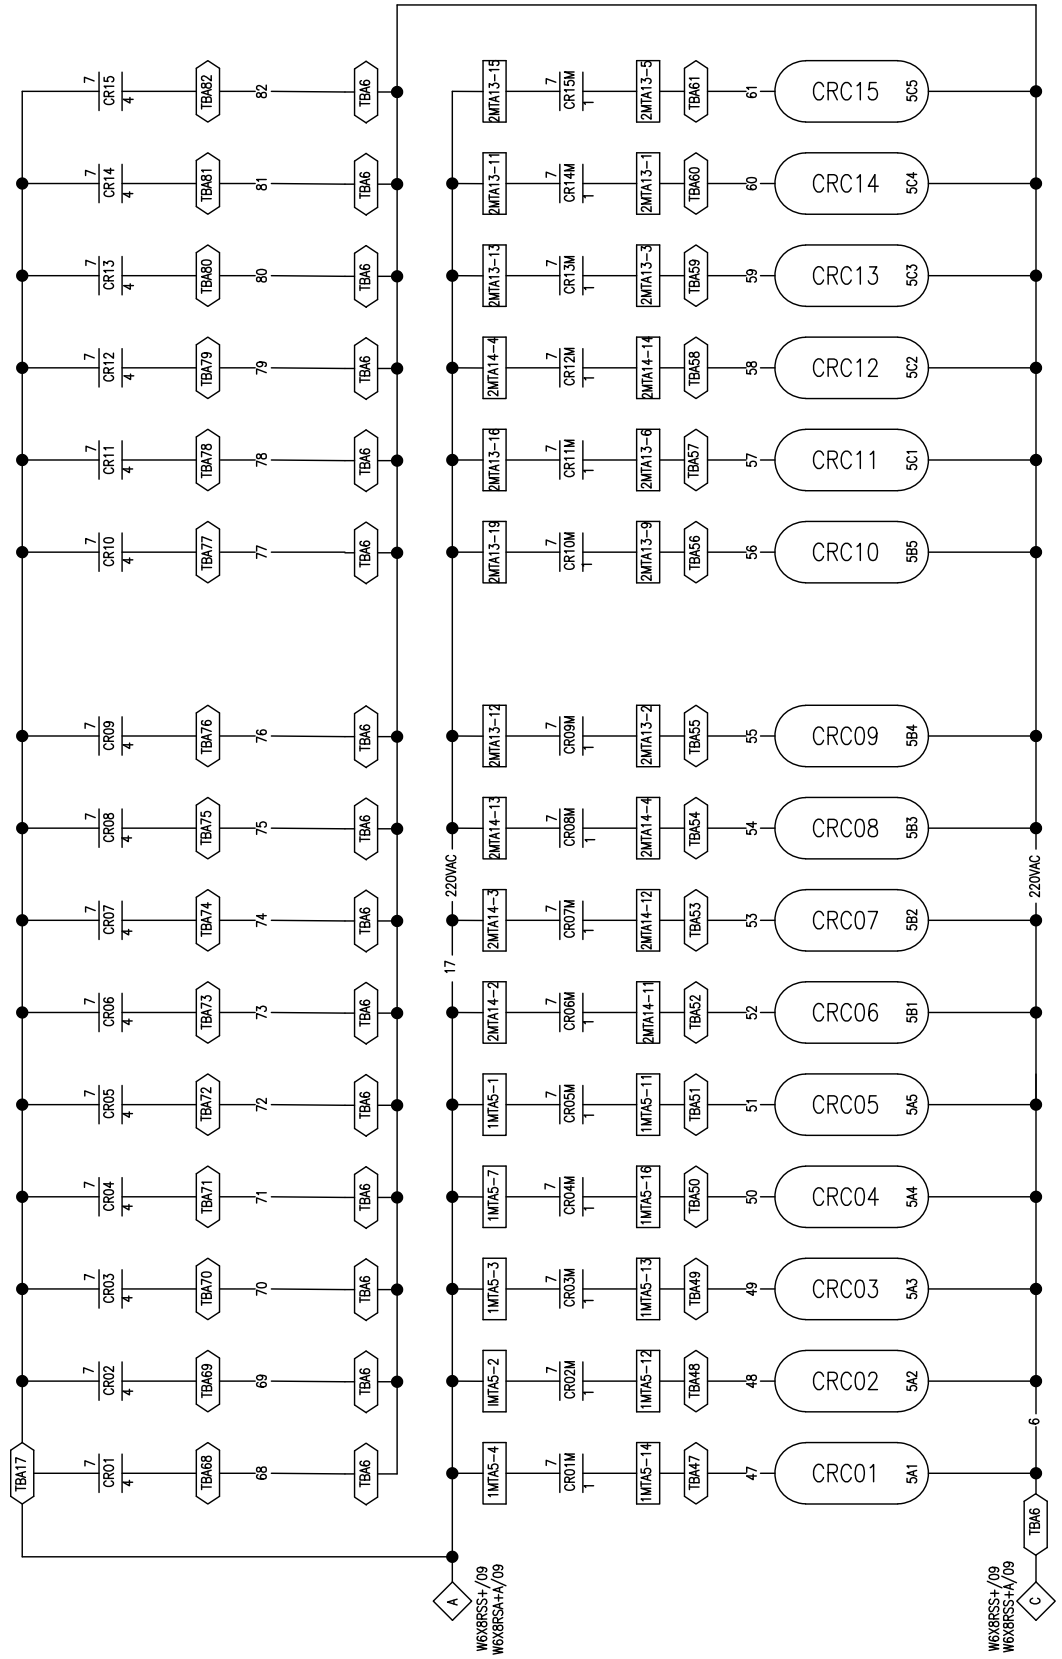 TBA17
7
CR01
4
TBA68
68
TBA6
7
CR02
4
TBA69
69
TBA6
7
CR03
4
TBA70
70
TBA6
7
CR04
4
TBA71
71
TBA6
7
CR05
4
TBA72
72
TBA6
7
CR06
4
TBA73
73
TBA6
7
CR07
4
TBA74
74
TBA6
7
CR08
4
TBA75
75
TBA6
7
CR09
4
TBA76
76
TBA6
7
CR10
4
TBA77
77
TBA6
7
CR11
4
TBA78
78
TBA6
7
CR12
4
TBA79
79
TBA6
7
CR13
4
TBA80
80
TBA6
7
CR14
4
TBA81
81
TBA6
7
CR15
4
TBA82
82
TBA6
A
W6X8RSS+/09
W6X8RSA+A/09
17
220VAC
1MTA5-4
7
CR01M
1
1MTA5-14
TBA47
47
CRC01
5A1
IMTA5-2
7
CR02M
1
1MTA5-12
TBA48
48
CRC02
5A2
1MTA5-3
7
CR03M
1
1MTA5-13
TBA49
49
CRC03
5A3
1MTA5-7
7
CR04M
1
1MTA5-16
TBA50
50
CRC04
5A4
1MTA5-1
7
CR05M
1
1MTA5-11
TBA51
51
CRC05
5A5
2MTA14-2
7
CR06M
1
2MTA14-11
TBA52
52
CRC06
5B1
2MTA14-3
7
CR07M
1
2MTA14-12
TBA53
53
CRC07
5B2
2MTA14-13
7
CR08M
1
2MTA14-4
TBA54
54
CRC08
5B3
2MTA13-12
7
CR09M
1
2MTA13-2
TBA55
55
CRC09
5B4
2MTA13-19
7
CR10M
1
2MTA13-9
TBA56
56
CRC10
5B5
2MTA13-16
7
CR11M
1
2MTA13-6
TBA57
57
CRC11
5C1
2MTA14-4
7
CR12M
1
2MTA14-14
TBA58
58
CRC12
5C2
2MTA13-13
7
CR13M
1
2MTA13-3
TBA59
59
CRC13
5C3
2MTA13-11
7
CR14M
1
2MTA13-1
TBA60
60
CRC14
5C4
2MTA13-15
7
CR15M
1
2MTA13-5
TBA61
61
CRC15
5C5
W6X8RSS+/09
W6X8RSS+A/09
C
TBA6
6
220VAC